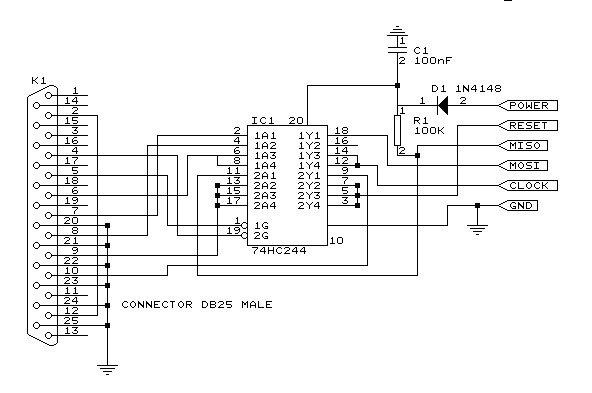 1
C1
2 100nF
K1
D1 1N4148
1 2
1
14
2
15
3
16
4
17
5
18
6
19
7
20
8
21
9
22
10
23
11
24
12
25
13
POWER
RESET
MISO
MOSI
CLOCK
GND
1
R1
100K
2
IC1 20
2 1A1 1Y1 18
4 1A2 1Y2 16
6 1A3 1Y3 14
8 1A4 1Y4 12
11 2A1 2Y1 9
13 2A2 2Y2 7
15 2A3 2Y3 5
17 2A4 2Y4 3
1 1G
19 2G
10
74HC244
CONNECTOR DB25 MALE